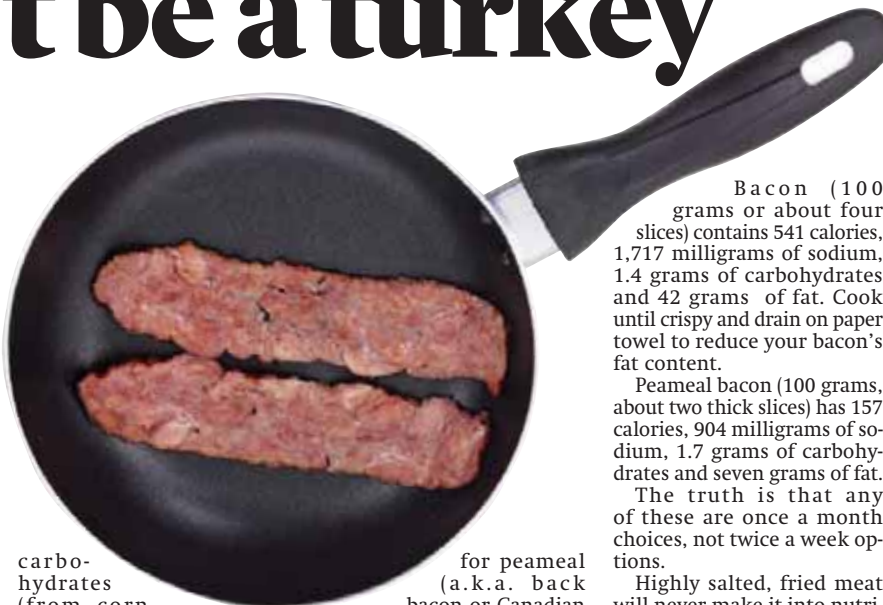 t be a turkey
carbo-
hydrates
(from corn
for peameal
(a.k.a. back
bacon or Canadian
Bacon (100
grams or about four
slices) contains 541 calories,
1,717 milligrams of sodium,
1.4 grams of carbohydrates
and 42 grams of fat. Cook
until crispy and drain on paper
towel to reduce your bacon's
fat content.
Peameal bacon (100 grams,
about two thick slices) has 157
calories, 904 milligrams of so-
dium, 1.7 grams of carbohy-
drates and seven grams of fat.
The truth is that any
of these are once a month
choices, not twice a week op-
tions.
Highly salted, fried meat
will never make it into nutri-